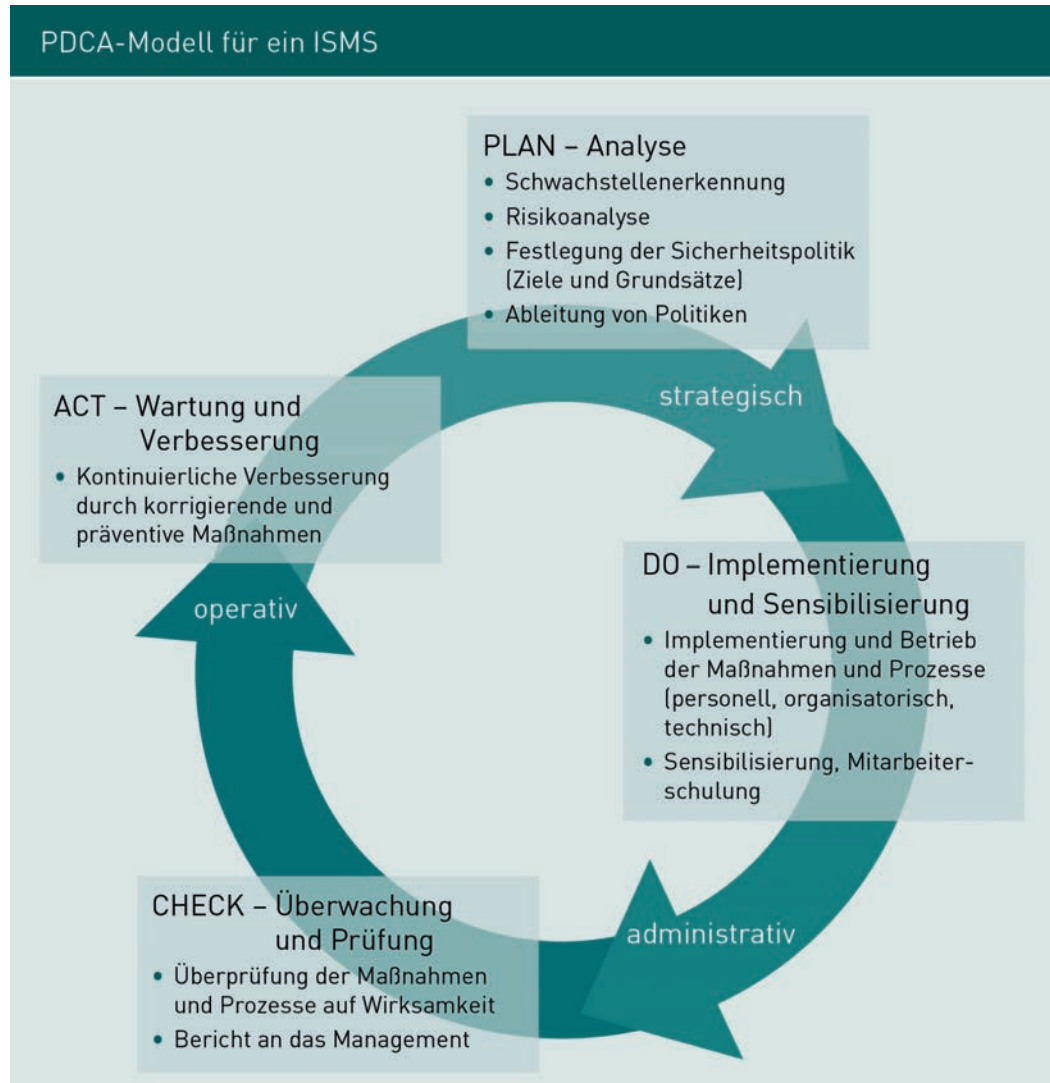 PDCA-Modell für ein ISMS
PLAN – Analyse
• Schwachstellenerkennung
• Risikoanalyse
• Festlegung der Sicherheitspolitik
(Ziele und Grundsätze)
• Ableitung von Politiken
strategisch
DO – Implementierung
und Sensibilisierung
• Implementierung und Betrieb
der Maßnahmen und Prozesse
(personell, organisatorisch,
technisch)
• Sensibilisierung, Mitarbeiter-
schulung
administrativ
CHECK – Überwachung
und Prüfung
• Überprüfung der Maßnahmen
und Prozesse auf Wirksamkeit
• Bericht an das Management
operativ
ACT – Wartung und
Verbesserung
• Kontinuierliche Verbesserung
durch korrigierende und
präventive Maßnahmen